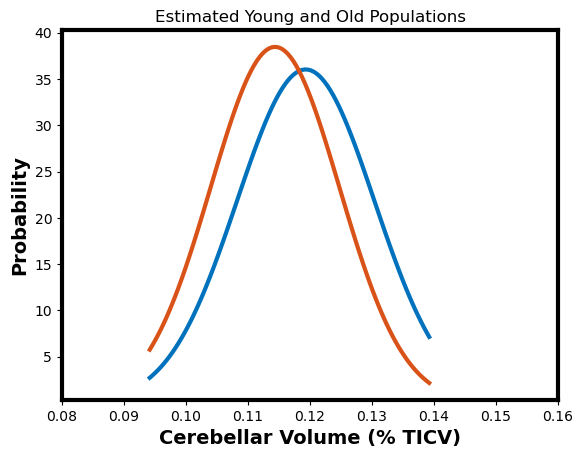 Estimated Young and Old Populations
40
35
30
25
20
15
10
5
Probability
0.08 0.09 0.10 0.11 0.12 0.13 0.14 0.15 0.16
Cerebellar Volume (% TICV)